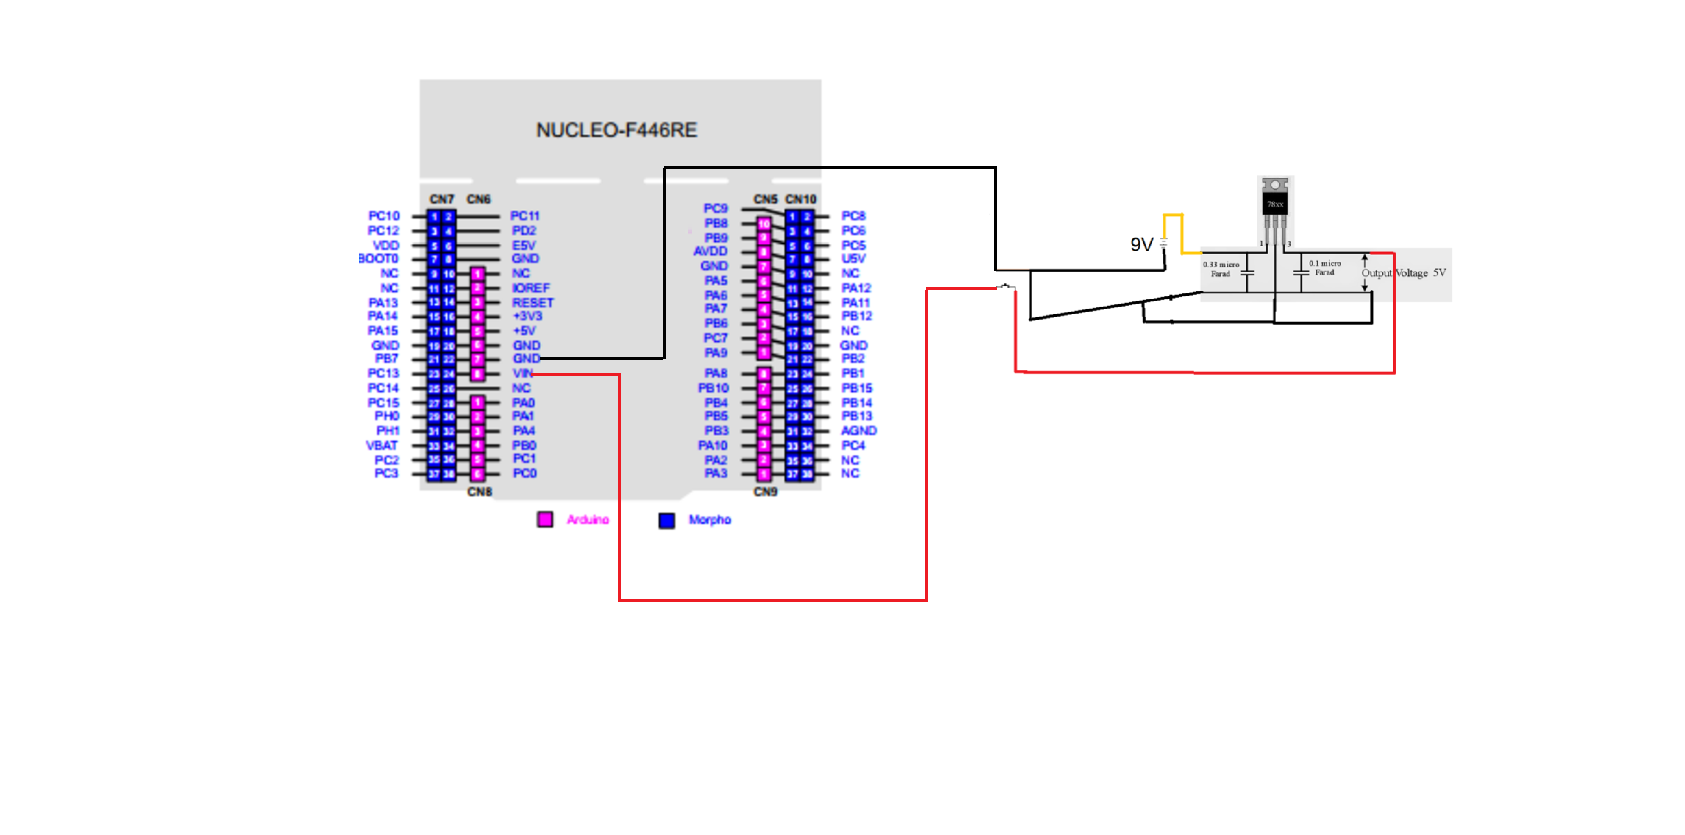 NUCLEO-F446RE
CN7 CN6
CN5 CN10
PC10 1 2 PC11
PC12 3 4 PD2
VDD 5 6 E5V
BOOT0 7 8 GND
NC 9 10 1 NC
NC 11 12 2 IOREF
PA13 13 14 3 RESET
PA14 15 16 4 +3V3
PA15 17 18 5 +5V
GND 19 20 6 GND
PB7 21 22 7 GND
PC13 23 24 8 VIN
PC14 25 26 NC
PC15 27 28 1 PA0
PH0 29 30 2 PA1
PH1 31 32 3 PA4
VBAT 33 34 4 PB0
PC2 35 36 5 PC1
PC3 37 38 6 PC0
CN8
PC9 1 2 PC8
PB8 10 3 4 PC6
PB9 9 5 6 PC5
AVDD 8 7 8 U5V
GND 7 9 10 NC
PA5 6 11 12 PA12
PA6 5 13 14 PA11
PA7 4 15 16 PB12
PB6 3 17 18 NC
PC7 2 19 20 GND
PA9 1 21 22 PB2
PA8 8 23 24 PB1
PB10 7 25 26 PB15
PB4 6 27 28 PB14
PB5 5 29 30 PB13
PB3 4 31 32 AGND
PA10 3 33 34 PC4
PA2 2 35 36 NC
PA3 1 37 38 NC
CN9
Arduino
Morpho
9V
78xx
1 3
0.33 micro
Farad
0.1 micro
Farad
Output Voltage 5V